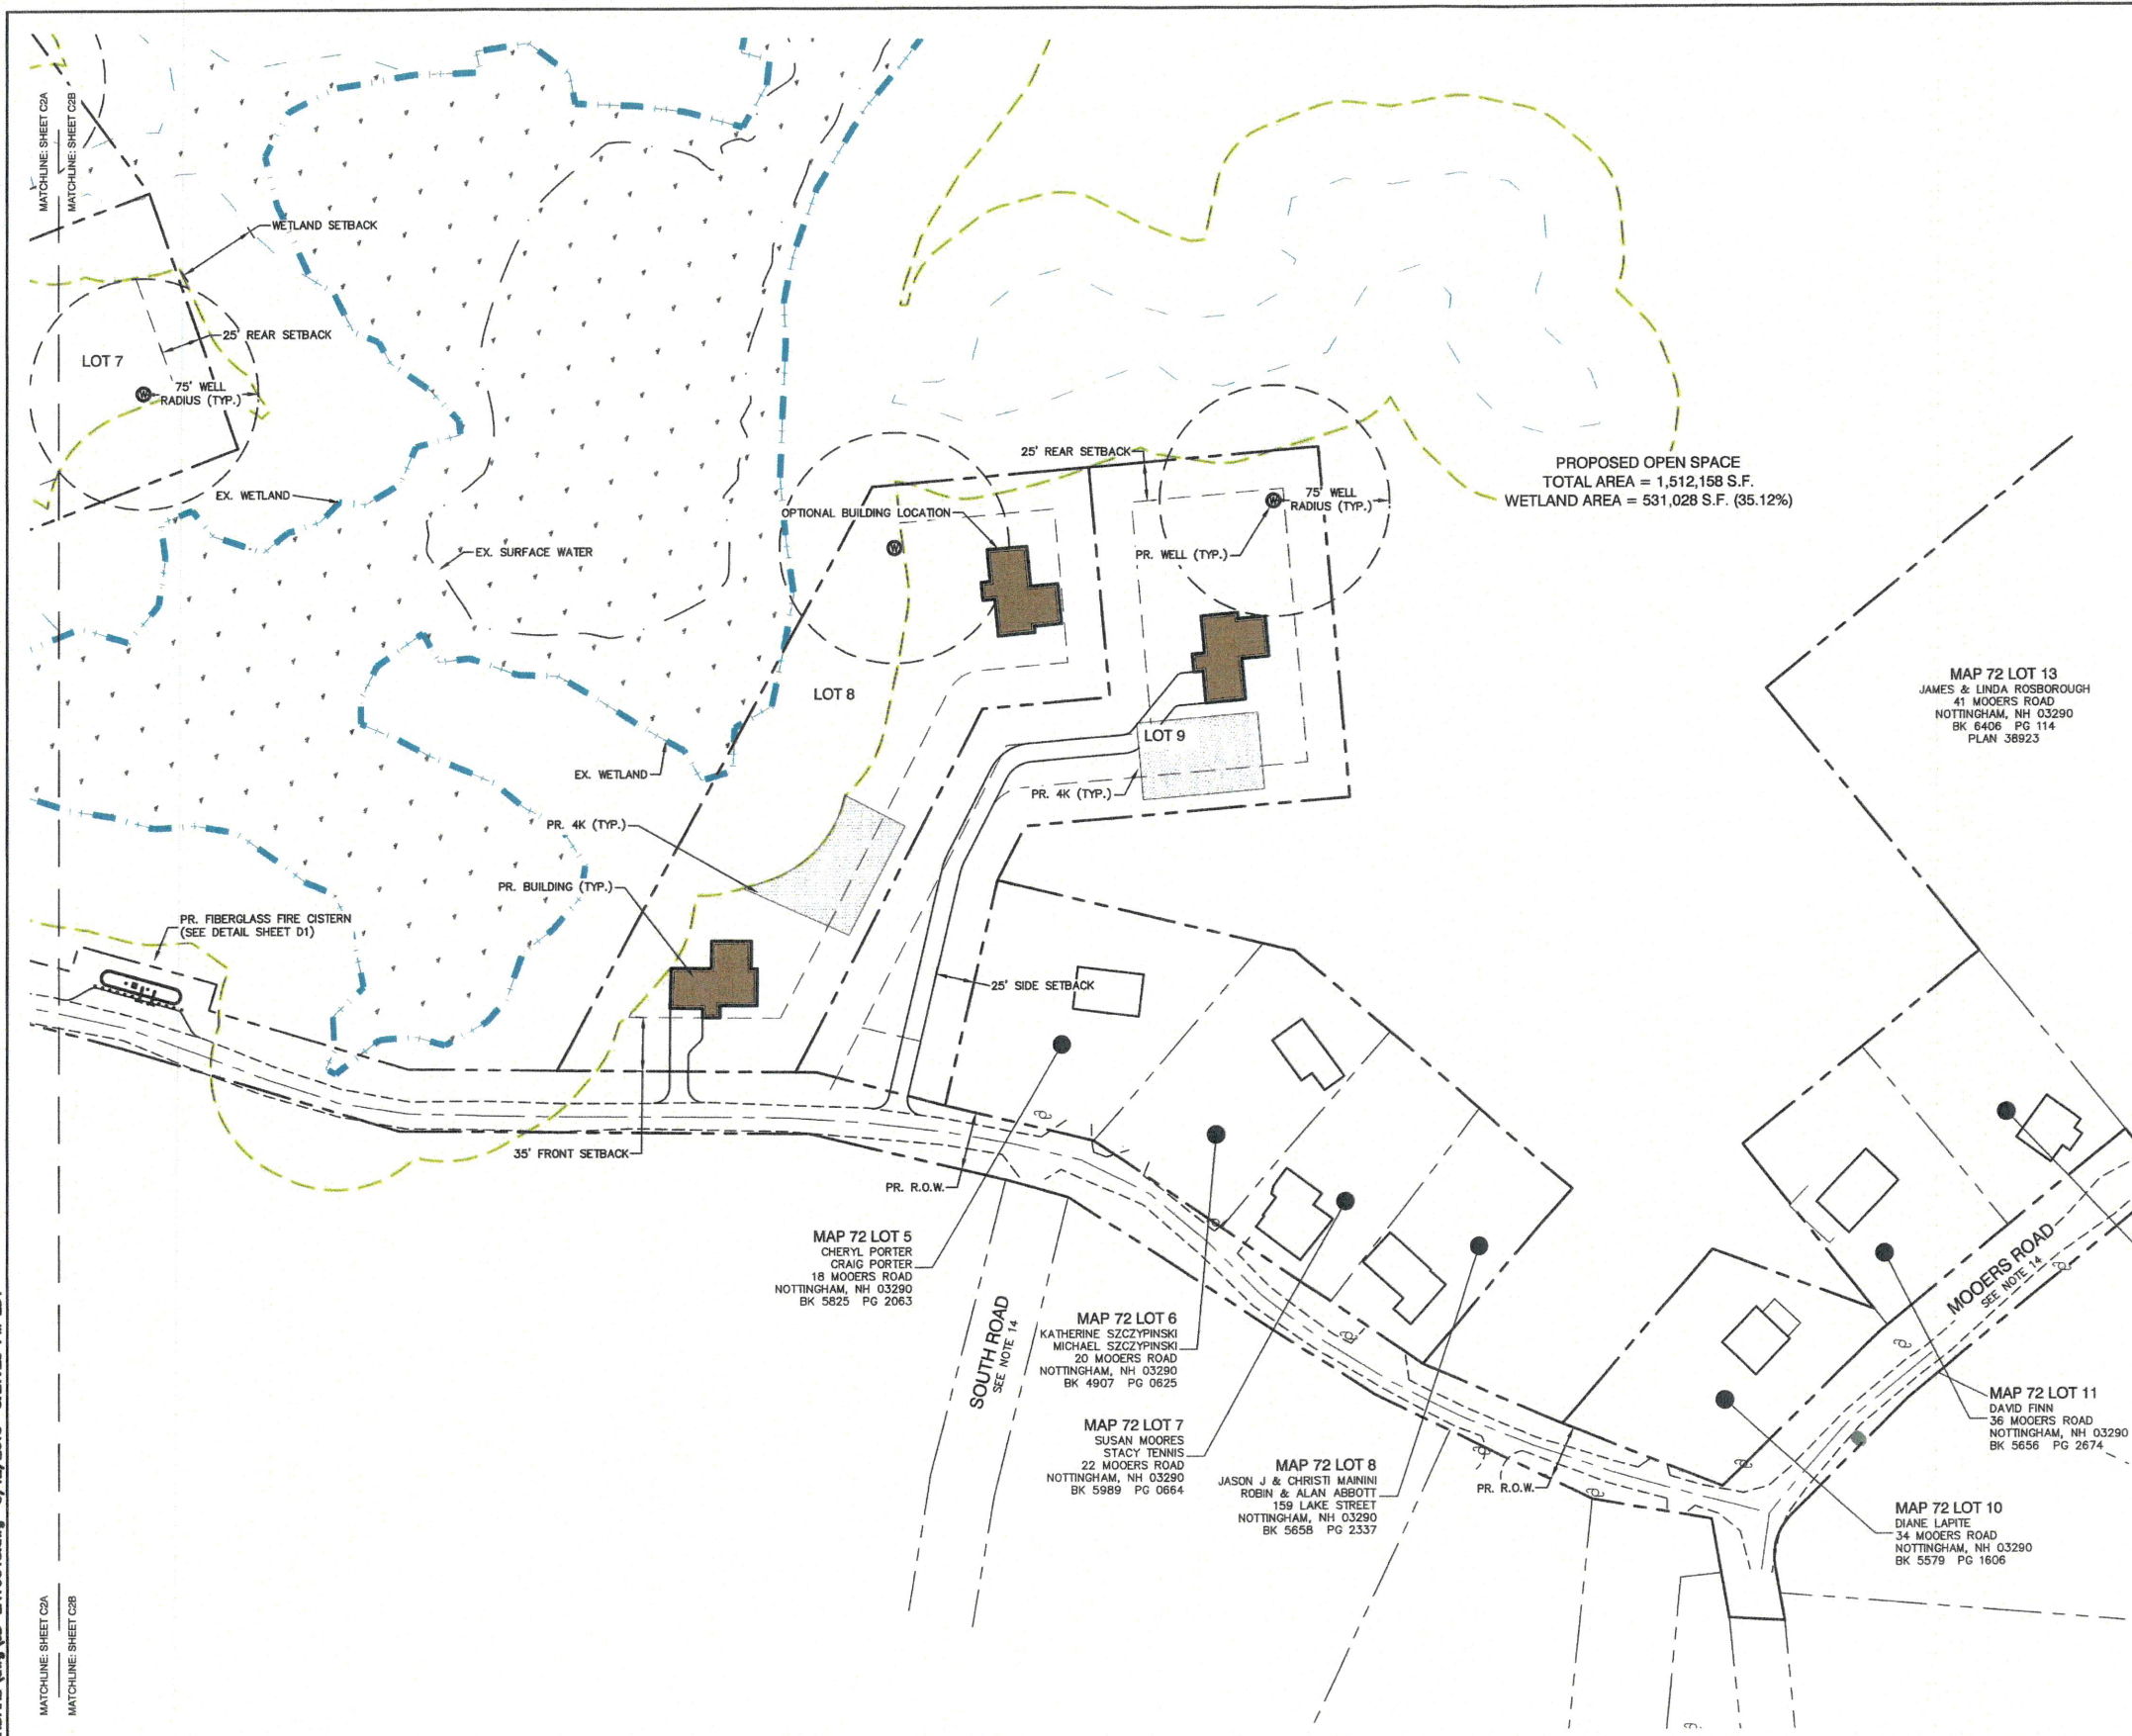 MATCHLINE: SHEET C2A
MATCHLINE: SHEET C2B
WETLAND SETBACK
25' REAR SETBACK
LOT 7
75' WELL
RADIUS (TYP.)
EX. WETLAND
EX. SURFACE WATER
OPTIONAL BUILDING LOCATION
25' REAR SETBACK
75' WELL
RADIUS (TYP.)
PR. WELL (TYP.)
PROPOSED OPEN SPACE
TOTAL AREA = 1,512,158 S.F.
WETLAND AREA = 531,028 S.F. (35.12%)
LOT 8
LOT 9
EX. WETLAND
PR. 4K (TYP.)
PR. 4K (TYP.)
PR. BUILDING (TYP.)
MAP 72 LOT 13
JAMES & LINDA ROSBOROUGH
41 MOOERS ROAD
NOTTINGHAM, NH 03290
BK 6406 PG 114
PLAN 38923
PR. FIBERGLASS FIRE CISTERN
(SEE DETAIL SHEET D1)
25' SIDE SETBACK
35' FRONT SETBACK
PR. R.O.W.
MAP 72 LOT 5
CHERYL PORTER
CRAIG PORTER
18 MOOERS ROAD
NOTTINGHAM, NH 03290
BK 5825 PG 2063
SOUTH ROAD
SEE NOTE 14
MAP 72 LOT 6
KATHERINE SZCZYPINSKI
MICHAEL SZCZYPINSKI
20 MOOERS ROAD
NOTTINGHAM, NH 03290
BK 4907 PG 0625
MAP 72 LOT 7
SUSAN MOORES
STACY TENNIS
22 MOOERS ROAD
NOTTINGHAM, NH 03290
BK 5989 PG 0664
MAP 72 LOT 8
JASON J & CHRISTI MAININI
ROBIN & ALAN ABBOTT
159 LAKE STREET
NOTTINGHAM, NH 03290
BK 5658 PG 2337
PR. R.O.W.
MOOERS ROAD
SEE NOTE 14
MAP 72 LOT 11
DAVID FINN
36 MOOERS ROAD
NOTTINGHAM, NH 03290
BK 5656 PG 2674
MAP 72 LOT 10
DIANE LAPITE
34 MOOERS ROAD
NOTTINGHAM, NH 03290
BK 5579 PG 1606
MATCHLINE: SHEET C2A
MATCHLINE: SHEET C2B